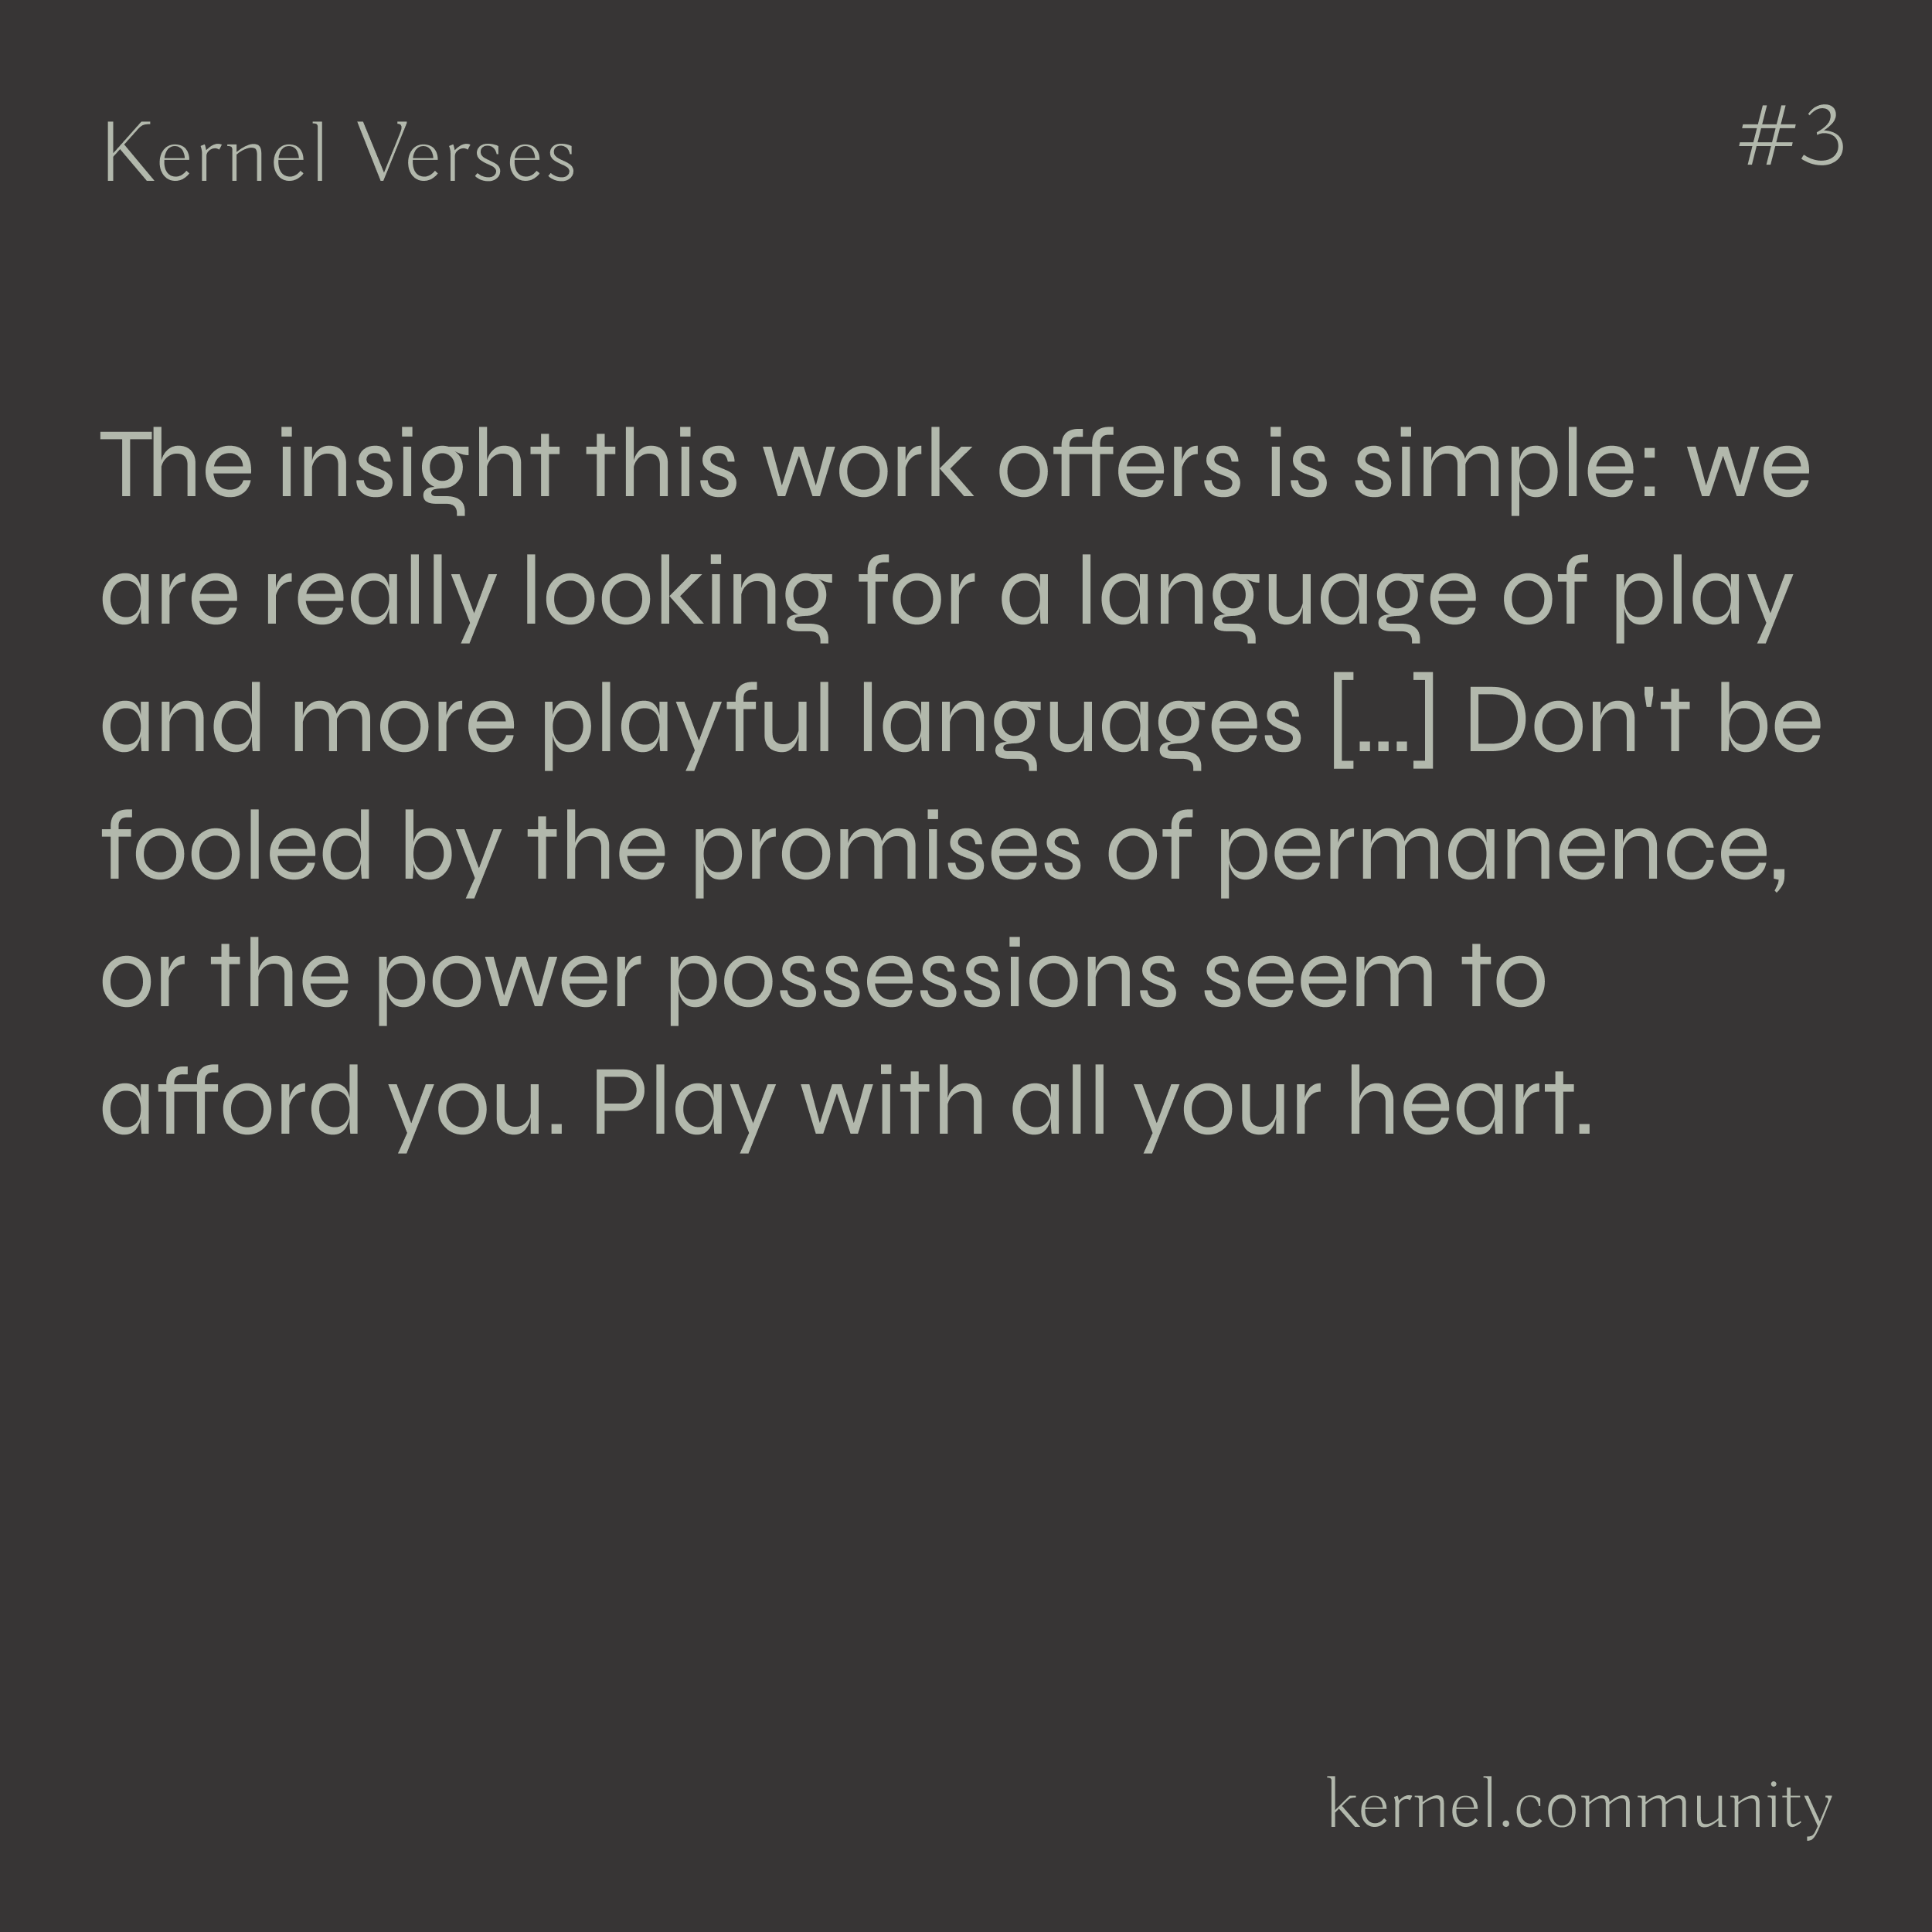 Kernel Verses
#3
The insight this work offers is simple: we
are really looking for a language of play
and more playful languages [...] Don't be
fooled by the promises of permanence,
or the power possessions seem to
afford you. Play with all your heart.
kernel.community